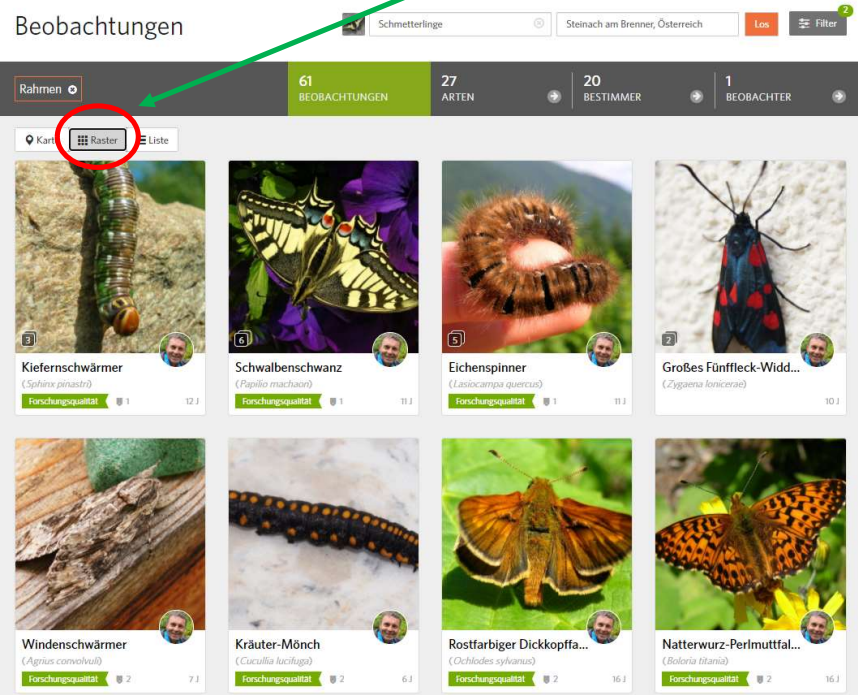 Beobachtungen
Schmetterlinge
Steinach am Brenner, Österreich
Los
Filter
2
Rahmen
61
BEOBACHTUNGEN
27
ARTEN
20
BESTIMMER
1
BEOBACHTER
Kart
Raster
Liste
3
Kiefernschwärmer
(Sphinx pinastri)
Forschungsqualität 1 12 J
6
Schwalbenschwanz
(Papilio machaon)
Forschungsqualität 1 11 J
5
Eichenspinner
(Lasiocampa quercus)
Forschungsqualität 1 11 J
2
Großes Fünffleck-Widd...
(Zygaena lonicerae)
10 J
Windenschwärmer
(Agrius convolvuli)
Forschungsqualität 2 7 J
Kräuter-Mönch
(Cucullia lucifuga)
Forschungsqualität 2 6 J
Rostfarbiger Dickkopffa...
(Ochlodes sylvanus)
Forschungsqualität 2 16 J
Natterwurz-Perlmuttfal...
(Boloria titania)
Forschungsqualität 2 16 J